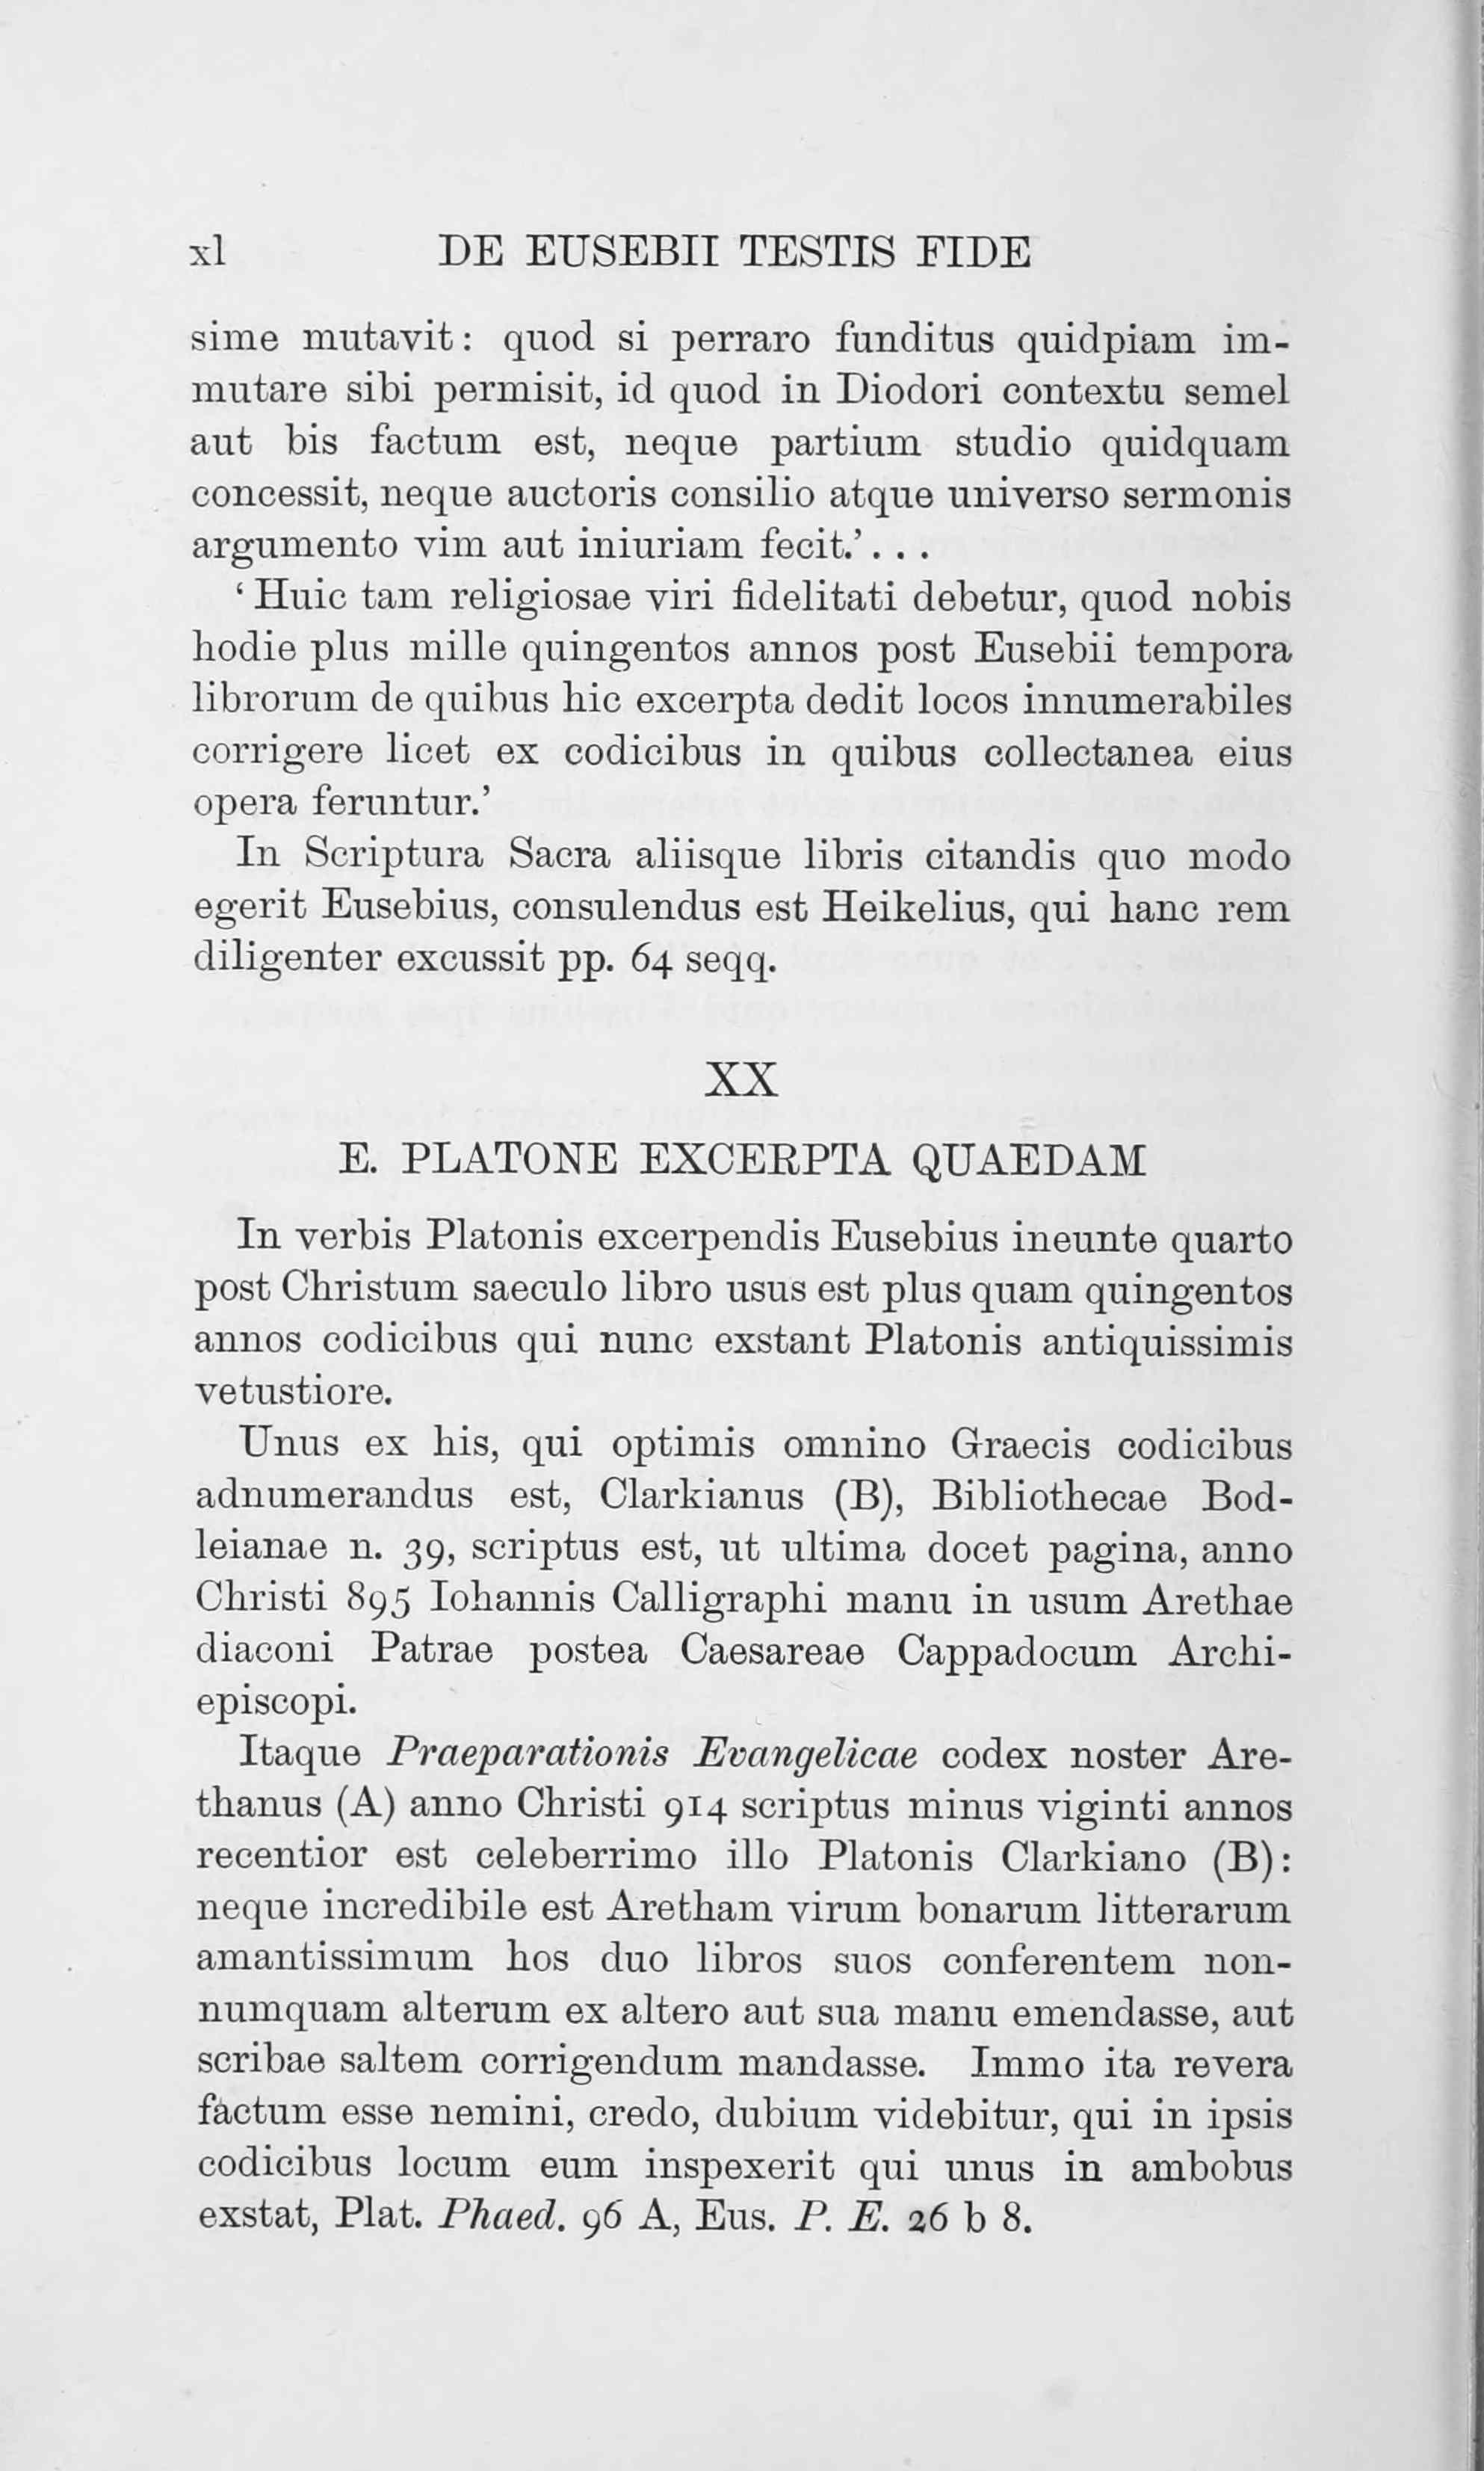 xl DE EUSEBII TESTIS FIDE
sime mutavit: quod si perraro funditus quidpiam im-
mutare sibi permisit, id quod in Diodori contextu semel
aut bis factum est, neque partium studio quidquam
concessit, neque auctoris consilio atque universo sermonis
argumento vim aut iniuriam fecit.’ . . .
‘ Huic tam religiosae viri fidelitati debetur, quod nobis
hodie plus mille quingentos annos post Eusebii tempora
librorum de quibus hic excerpta dedit locos innumerabiles
corrigere licet ex codicibus in quibus collectanea eius
opera feruntur.’
In Scriptura Sacra aliisque libris citandis quo modo
egerit Eusebius, consulendus est Heikelius, qui hanc rem
diligenter excussit pp. 64 seqq.
XX
E. PLATONE EXCERPTA QUAEDAM
In verbis Platonis excerpendis Eusebius ineunte quarto
post Christum saeculo libro usus est plus quam quingentos
annos codicibus qui nunc exstant Platonis antiquissimis
vetustiore.
Unus ex his, qui optimis omnino Graecis codicibus
adnumerandus est, Clarkianus (B), Bibliothecae Bod-
leianae n. 39, scriptus est, ut ultima docet pagina, anno
Christi 895 Iohannis Calligraphi manu in usum Arethae
diaconi Patrae postea Caesareae Cappadocum Archi-
episcopi.
Itaque Praeparationis Evangelicae codex noster Are-
thanus (A) anno Christi 914 scriptus minus viginti annos
recentior est celeberrimo illo Platonis Clarkiano (B):
neque incredibile est Aretham virum bonarum litterarum
amantissimum hos duo libros suos conferentem non-
numquam alterum ex altero aut sua manu emendasse, aut
scribae saltem corrigendum mandasse. Immo ita revera
factum esse nemini, credo, dubium videbitur, qui in ipsis
codicibus locum eum inspexerit qui unus in ambobus
exstat, Plat. Phaed. 96 A, Eus. P. E. 26 b 8.